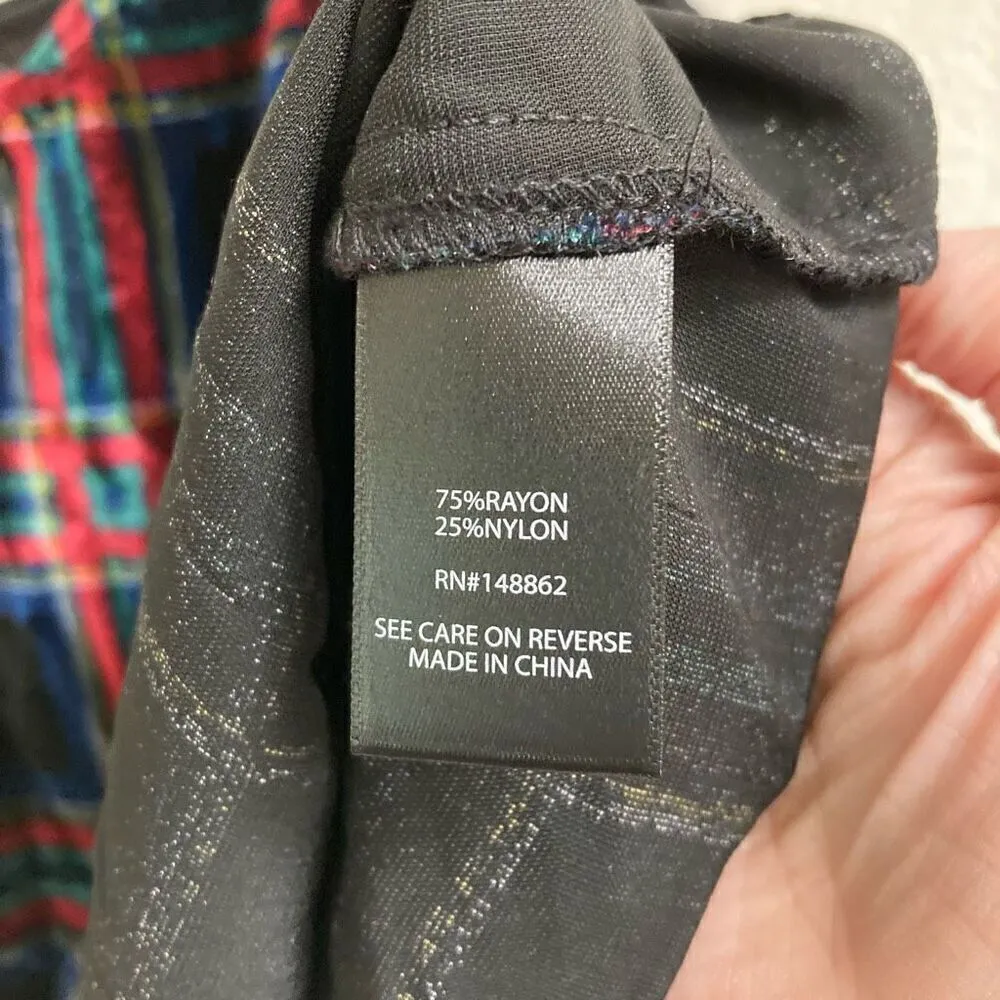 75%RAYON
25%NYLON
RN#148862
SEE CARE ON REVERSE
MADE IN CHINA